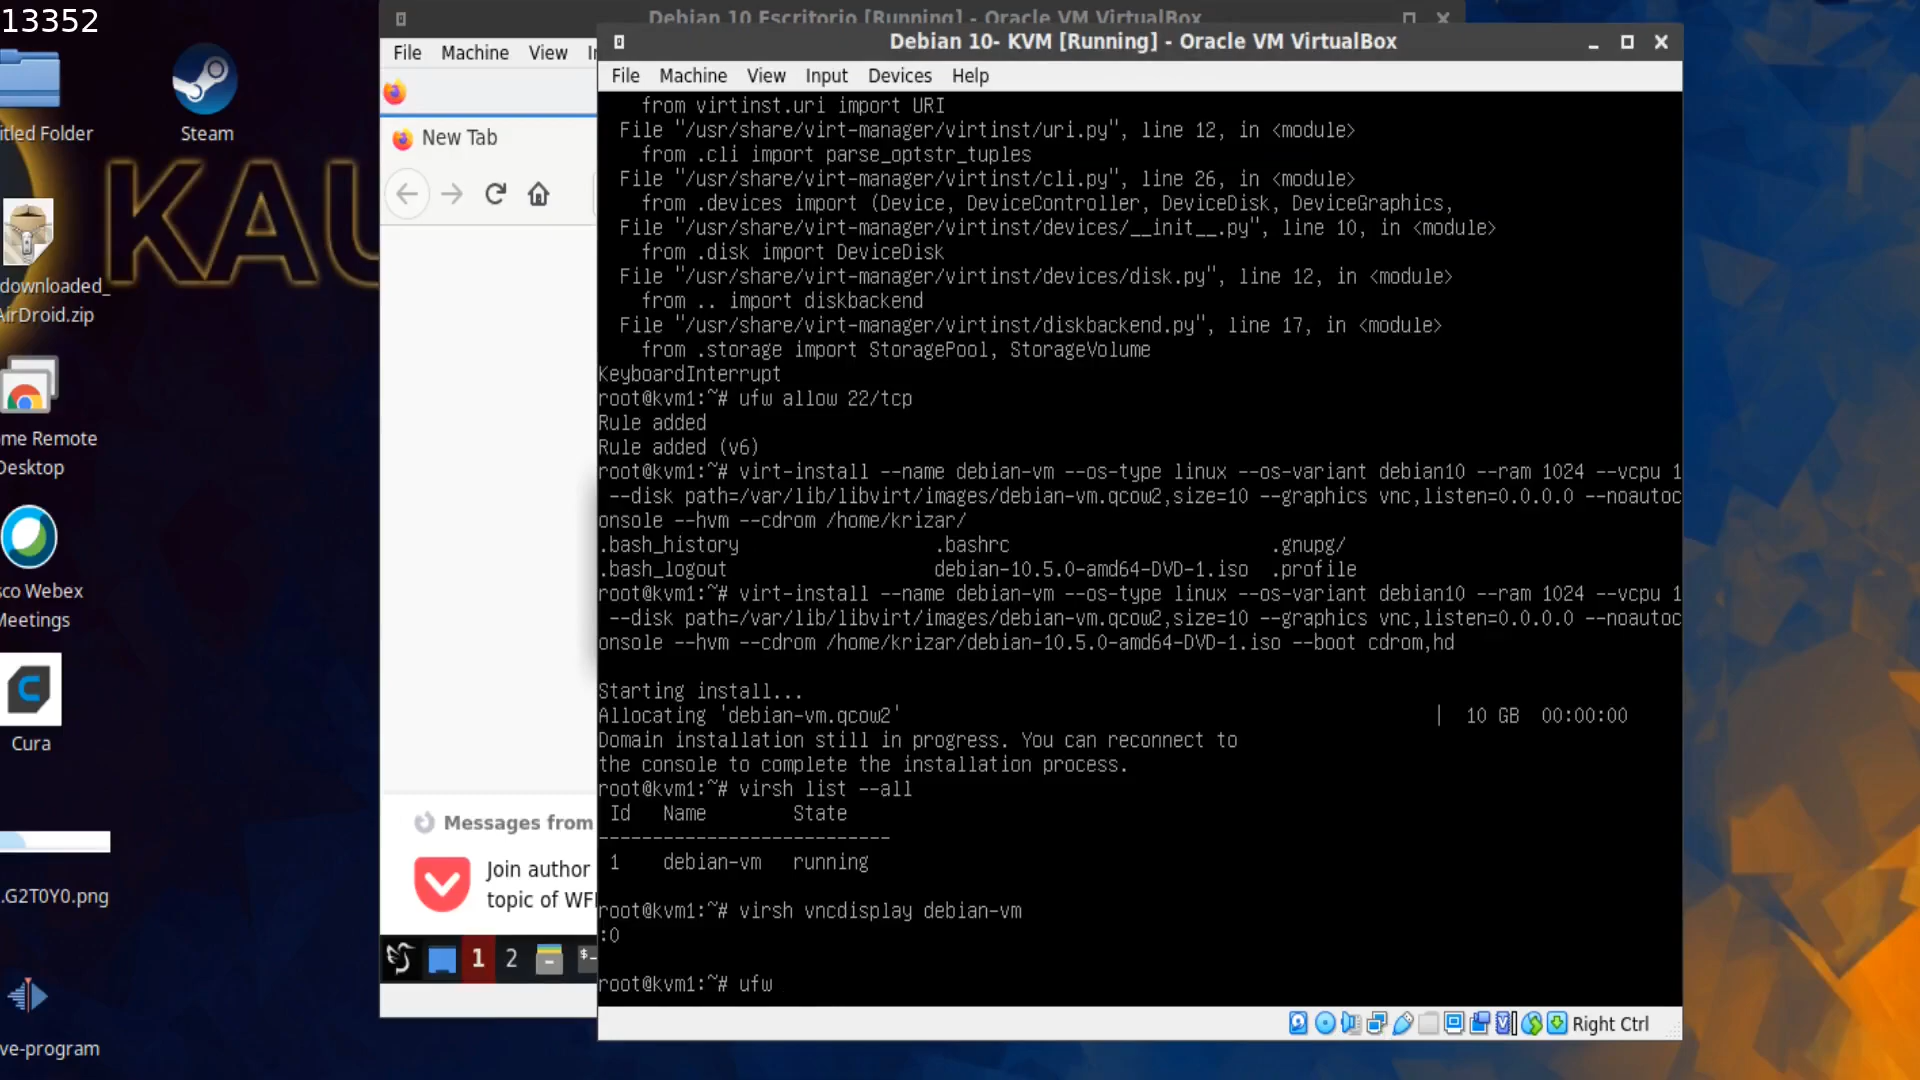 13352
itled Folder
Steam
KAU
downloaded_
AirDroid.zip
me Remote
Desktop
sco Webex
Meetings
Cura
.G2T0Y0.png
ve-program
Debian 10 Escritorio [Running] - Oracle VM VirtualBox
File Machine View
New Tab
Messages from
Join author
topic of WF
1 2
$-
Debian 10- KVM [Running] - Oracle VM VirtualBox
File Machine View Input Devices Help
from virtinst.uri import URI
File "/usr/share/virt-manager/virtinst/uri.py", line 12, in <module>
from .cli import parse_optstr_tuples
File "/usr/share/virt-manager/virtinst/cli.py", line 26, in <module>
from .devices import (Device, DeviceController, DeviceDisk, DeviceGraphics,
File "/usr/share/virt-manager/virtinst/devices/__init__.py", line 10, in <module>
from .disk import DeviceDisk
File "/usr/share/virt-manager/virtinst/devices/disk.py", line 12, in <module>
from .. import diskbackend
File "/usr/share/virt-manager/virtinst/diskbackend.py", line 17, in <module>
from .storage import StoragePool, StorageVolume
KeyboardInterrupt
root@kvm1:~# ufw allow 22/tcp
Rule added
Rule added (v6)
root@kvm1:~# virt-install --name debian-vm --os-type linux --os-variant debian10 --ram 1024 --vcpu 1
--disk path=/var/lib/libvirt/images/debian-vm.qcow2,size=10 --graphics vnc,listen=0.0.0.0 --noautoc
onsole --hvm --cdrom /home/krizar/
.bash_history .bashrc .gnupg/
.bash_logout debian-10.5.0-amd64-DVD-1.iso .profile
root@kvm1:~# virt-install --name debian-vm --os-type linux --os-variant debian10 --ram 1024 --vcpu 1
--disk path=/var/lib/libvirt/images/debian-vm.qcow2,size=10 --graphics vnc,listen=0.0.0.0 --noautoc
onsole --hvm --cdrom /home/krizar/debian-10.5.0-amd64-DVD-1.iso --boot cdrom,hd
Starting install...
Allocating 'debian-vm.qcow2' | 10 GB 00:00:00
Domain installation still in progress. You can reconnect to
the console to complete the installation process.
root@kvm1:~# virsh list --all
Id Name State
---------------------------
1 debian-vm running
root@kvm1:~# virsh vncdisplay debian-vm
:0
root@kvm1:~# ufw
Right Ctrl